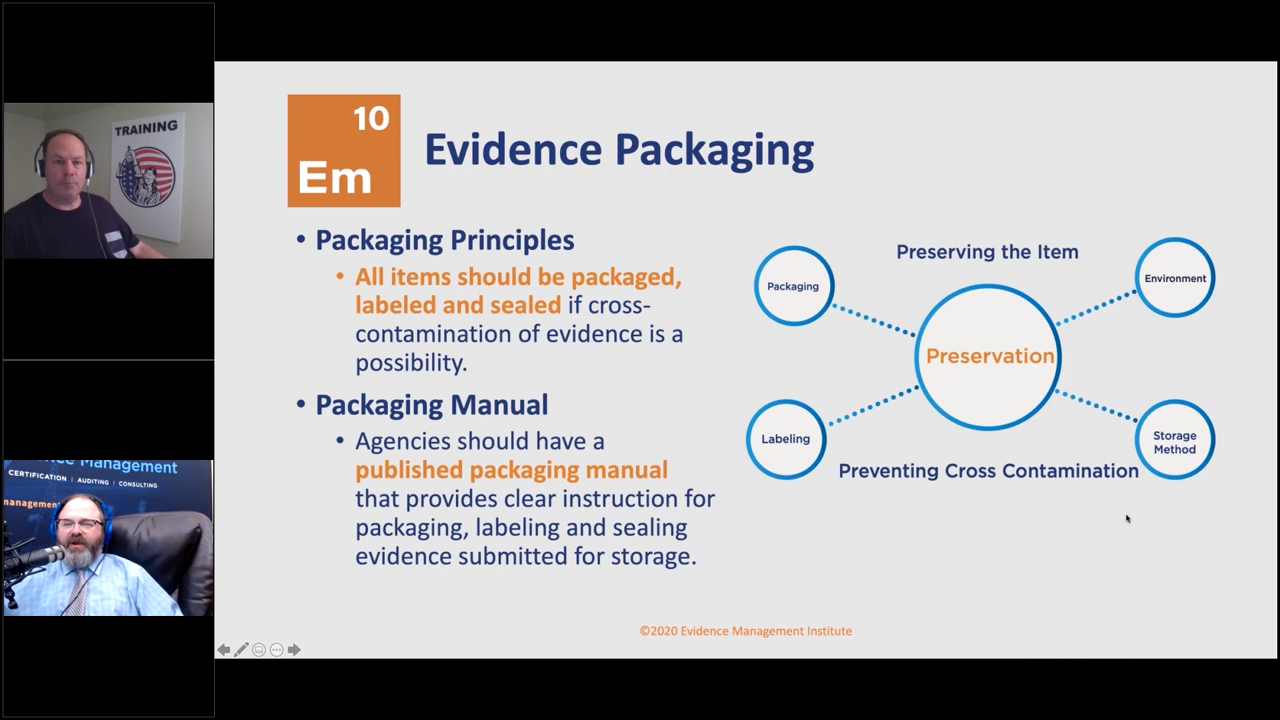 TRAINING
ence Management
CERTIFICATION | AUDITING | CONSULTING
managemen
10
Em
Evidence Packaging
• Packaging Principles
• All items should be packaged,
labeled and sealed if cross-
contamination of evidence is a
possibility.
• Packaging Manual
• Agencies should have a
published packaging manual
that provides clear instruction for
packaging, labeling and sealing
evidence submitted for storage.
Preserving the Item
Packaging
Environment
Preservation
Labeling
Storage
Method
Preventing Cross Contamination
©2020 Evidence Management Institute